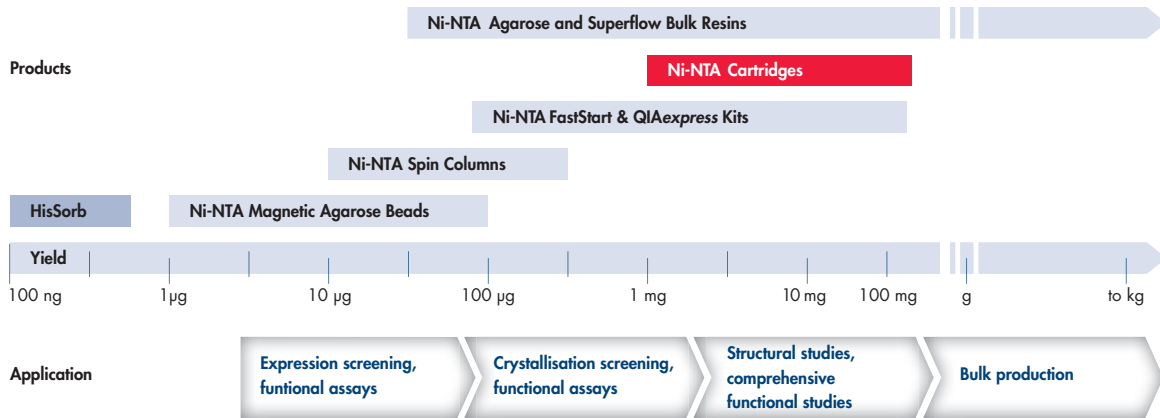 Ni-NTA Agarose and Superflow Bulk Resins
Products
Ni-NTA Cartridges
Ni-NTA FastStart & QIAexpress Kits
Ni-NTA Spin Columns
HisSorb
Ni-NTA Magnetic Agarose Beads
Yield
100 ng
1µg
10 µg
100 µg
1 mg
10 mg
100 mg
g
to kg
Application
Expression screening,
funtional assays
Crystallisation screening,
functional assays
Structural studies,
comprehensive
functional studies
Bulk production